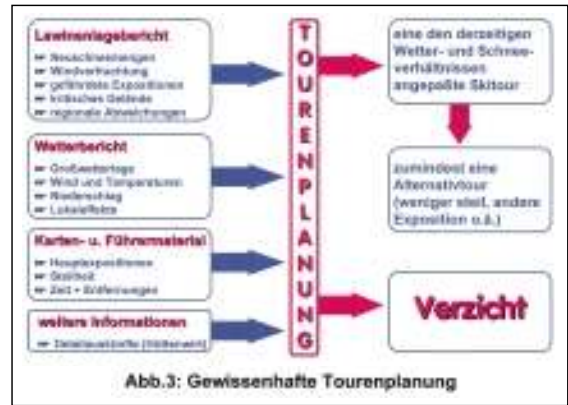 Lawinenlagebericht
Neuschneemengen
Windverfrachtung
gefährdete Expositionen
kritisches Gelände
regionale Abweichungen
Wetterbericht
Großwetterlage
Wind und Temperaturen
Niederschlag
Lokaleffekte
Karten- u. Führermaterial
Hauptexpositionen
Steilheit
Zeit + Entfernungen
weitere Informationen
Detailauskünfte (Hüttenwirt)
TOURENPLANUNG
eine den derzeitigen
Wetter- und Schnee-
verhältnissen
angepaßte Skitour
zumindest eine
Alternativtour
(weniger steil, andere
Exposition o.ä.)
Verzicht
Abb.3: Gewissenhafte Tourenplanung